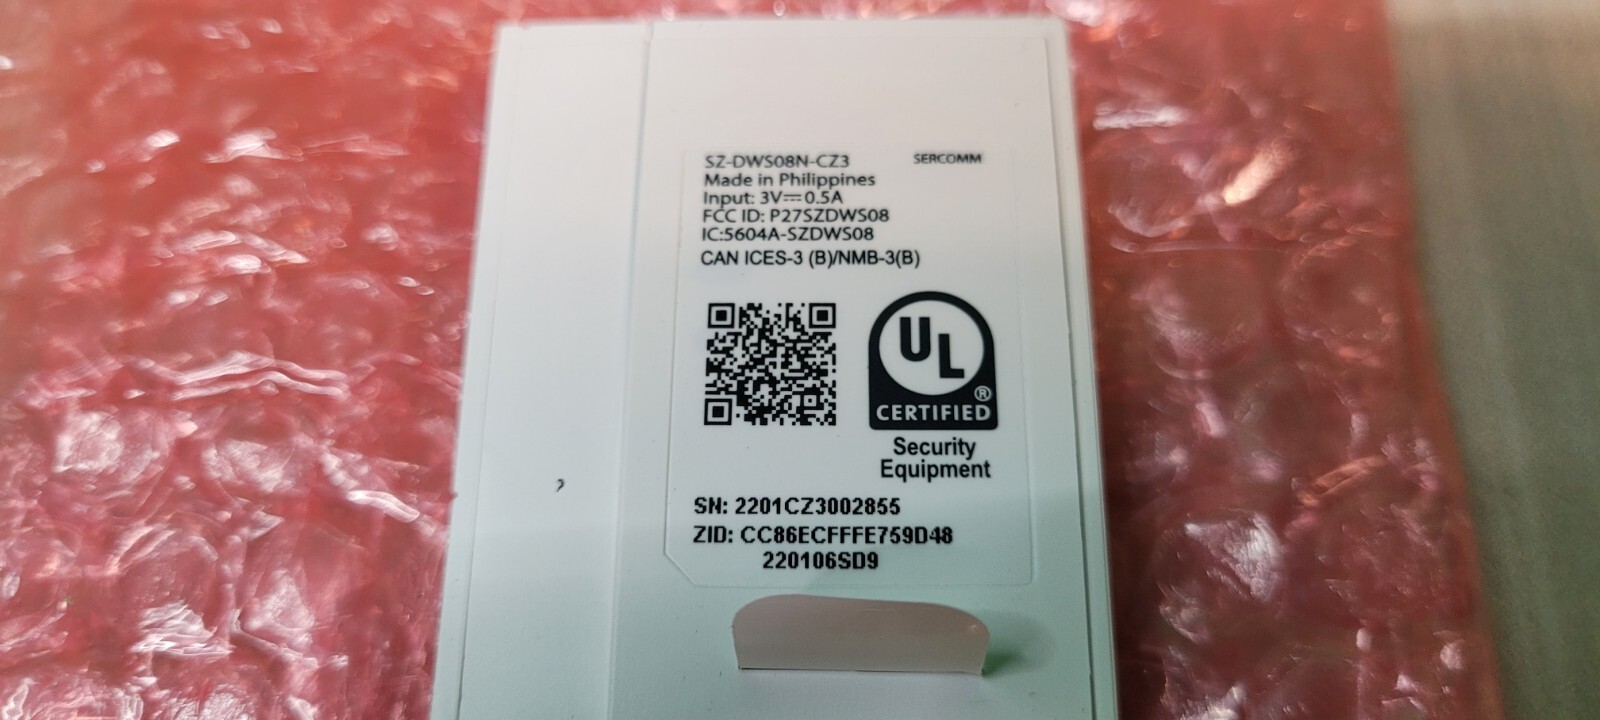 SZ-DWS08N-CZ3 SERCOMM
Made in Philippines
Input: 3V⎓0.5A
FCC ID: P27SZDWS08
IC:5604A-SZDWS08
CAN ICES-3 (B)/NMB-3(B)
UL
®
CERTIFIED
Security
Equipment
SN: 2201CZ3002855
ZID: CC86ECFFFE759D48
220106SD9